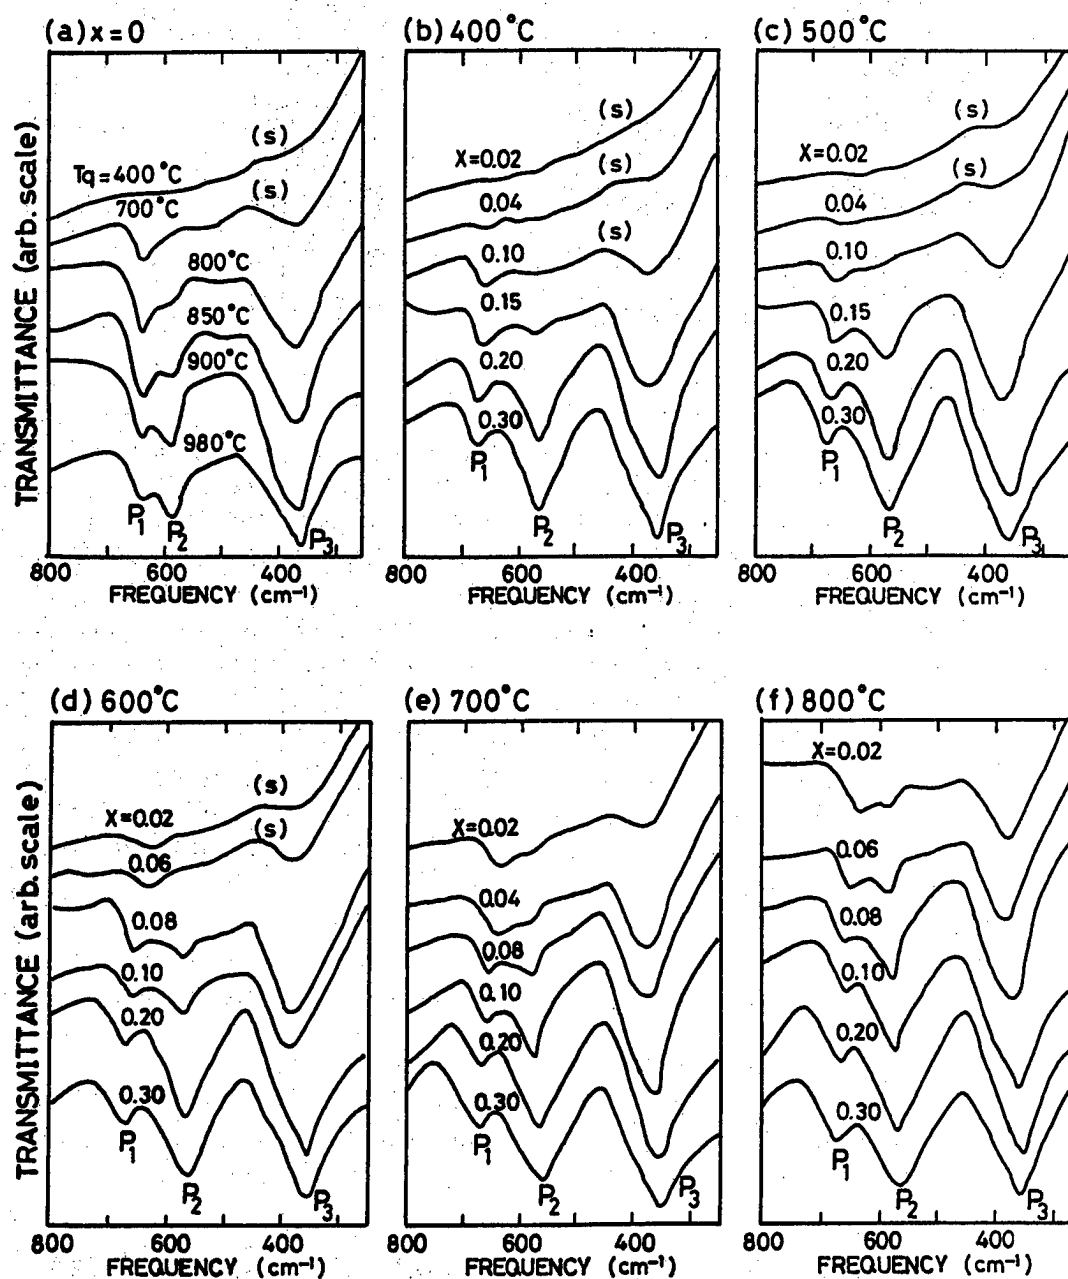 (a) x=0
(b) 400°C
(c) 500°C
TRANSMITTANCE (arb. scale)
(s)
Tq=400°C
700°C
(s)
800°C
850°C
900°C
980°C
P1
P2
P3
800 600 400
FREQUENCY (cm-1)
(s)
X=0.02
(s)
0.04
(s)
0.10
0.15
0.20
0.30
P1
P2
P3
800 600 400
FREQUENCY (cm-1)
(s)
X=0.02
(s)
0.04
0.10
0.15
0.20
0.30
P1
P2
P3
800 600 400
FREQUENCY (cm-1)
(d) 600°C
(e) 700°C
(f) 800°C
TRANSMITTANCE (arb. scale)
(s)
X=0.02
(s)
0.06
0.08
0.10
0.20
0.30
P1
P2
P3
800 600 400
FREQUENCY (cm-1)
X=0.02
0.04
0.08
0.10
0.20
0.30
P1
P2
P3
800 600 400
FREQUENCY (cm-1)
X=0.02
0.06
0.08
0.10
0.20
0.30
P1
P2
P3
800 600 400
FREQUENCY (cm-1)